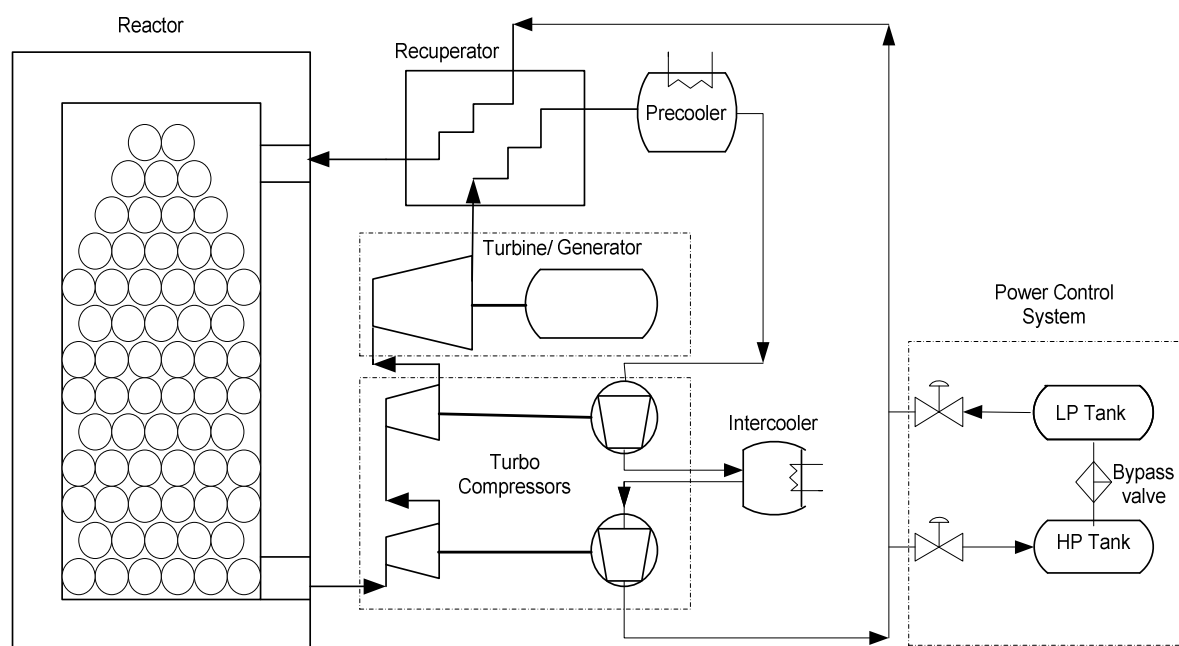 Reactor
Recuperator
Precooler
Turbine/ Generator
Power Control
System
LP Tank
Intercooler
Turbo
Compressors
Bypass
valve
HP Tank